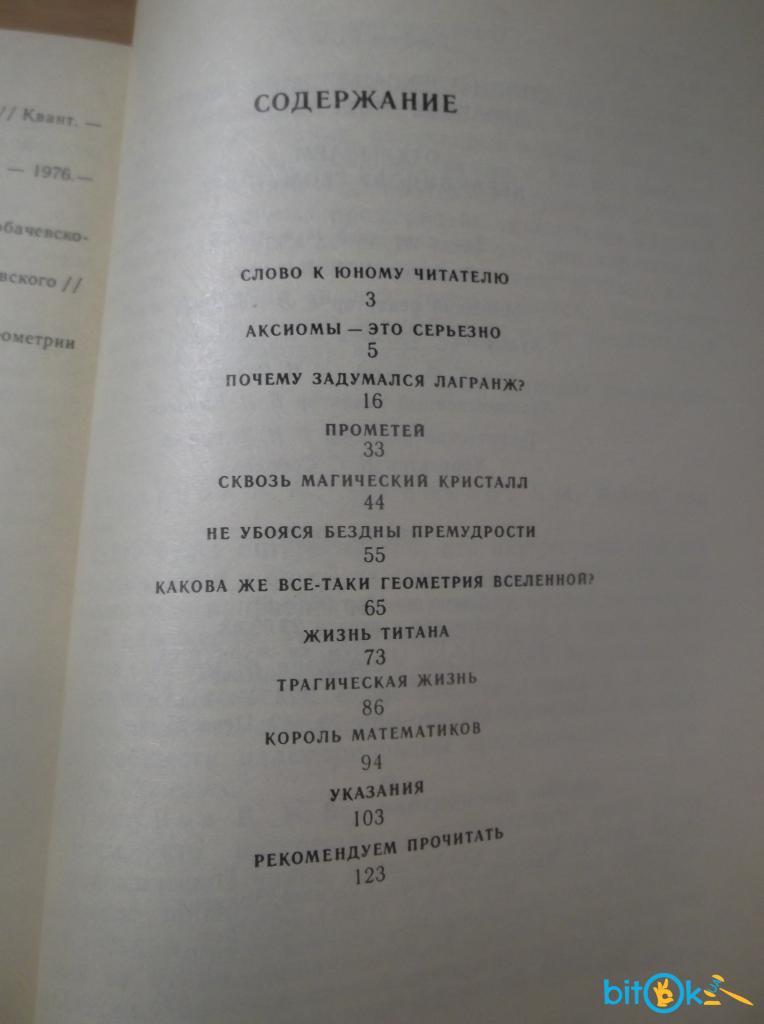 // Квант. —
— 1976.—
бачевско-
вского //
ометрии
СОДЕРЖАНИЕ
СЛОВО К ЮНОМУ ЧИТАТЕЛЮ
3
АКСИОМЫ — ЭТО СЕРЬЕЗНО
5
ПОЧЕМУ ЗАДУМАЛСЯ ЛАГРАНЖ?
16
ПРОМЕТЕЙ
33
СКВОЗЬ МАГИЧЕСКИЙ КРИСТАЛЛ
44
НЕ УБОЯСЯ БЕЗДНЫ ПРЕМУДРОСТИ
55
КАКОВА ЖЕ ВСЕ-ТАКИ ГЕОМЕТРИЯ ВСЕЛЕННОЙ?
65
ЖИЗНЬ ТИТАНА
73
ТРАГИЧЕСКАЯ ЖИЗНЬ
86
КОРОЛЬ МАТЕМАТИКОВ
94
УКАЗАНИЯ
103
РЕКОМЕНДУЕМ ПРОЧИТАТЬ
123
bitOk UA